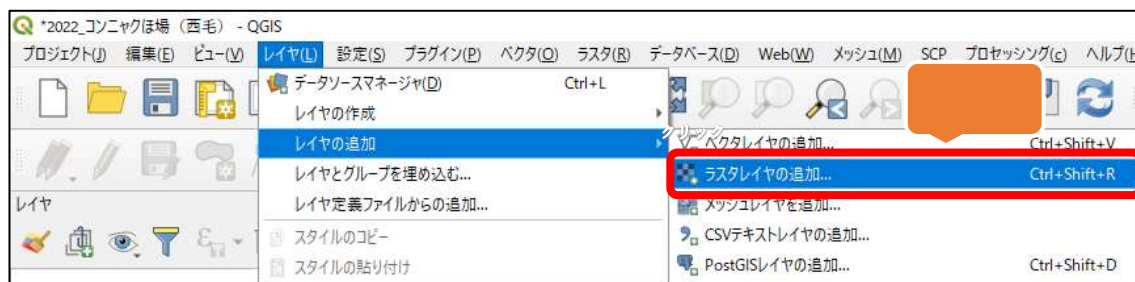 *2022_コンニャクほ場（西毛） - QGIS
プロジェクト(J) 編集(E) ビュー(V) レイヤ(L) 設定(S) プラグイン(P) ベクタ(O) ラスタ(R) データベース(D) Web(W) メッシュ(M) SCP プロセッシング(c) ヘルプ(H
データソースマネージャ(D) Ctrl+L
レイヤの作成
クリック
レイヤの追加
ベクタレイヤの追加... Ctrl+Shift+V
レイヤとグループを埋め込む...
ラスタレイヤの追加... Ctrl+Shift+R
レイヤ
レイヤ定義ファイルからの追加...
メッシュレイヤを追加...
スタイルのコピー
CSVテキストレイヤの追加...
スタイルの貼り付け
PostGISレイヤの追加... Ctrl+Shift+D